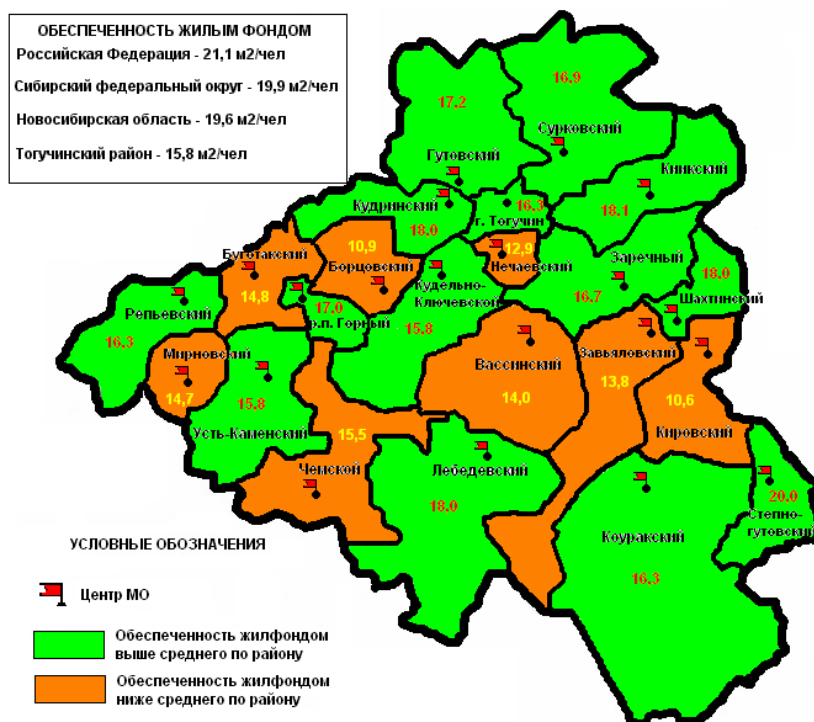 ОБЕСПЕЧЕННОСТЬ ЖИЛЫМ ФОНДОМ
Российская Федерация - 21,1 м2/чел
Сибирский федеральный округ - 19,9 м2/чел
Новосибирская область - 19,6 м2/чел
Тогучинский район - 15,8 м2/чел
17.2
Гутовский
16.9
Сурковский
Киикский
18.1
Кудринский
18.0
г. Тогучин
16.3
Буготакский
14,8
10,9
Борцовский
12,9
Нечаевский
Заречный
16.7
18.0
Шахтинский
Кудельно-
Ключевской
15.8
Репьевский
16.3
17.0
р.п. Горный
Мирновский
14,7
15.8
Усть-Каменский
Вассинский
14,0
Завьяловский
13,8
10,6
Кировский
15,5
Чемской
Лебедевский
18.0
20.0
Степно-
гутовский
Коуракский
16.3
УСЛОВНЫЕ ОБОЗНАЧЕНИЯ
Центр МО
Обеспеченность жилфондом
выше среднего по району
Обеспеченность жилфондом
ниже среднего по району